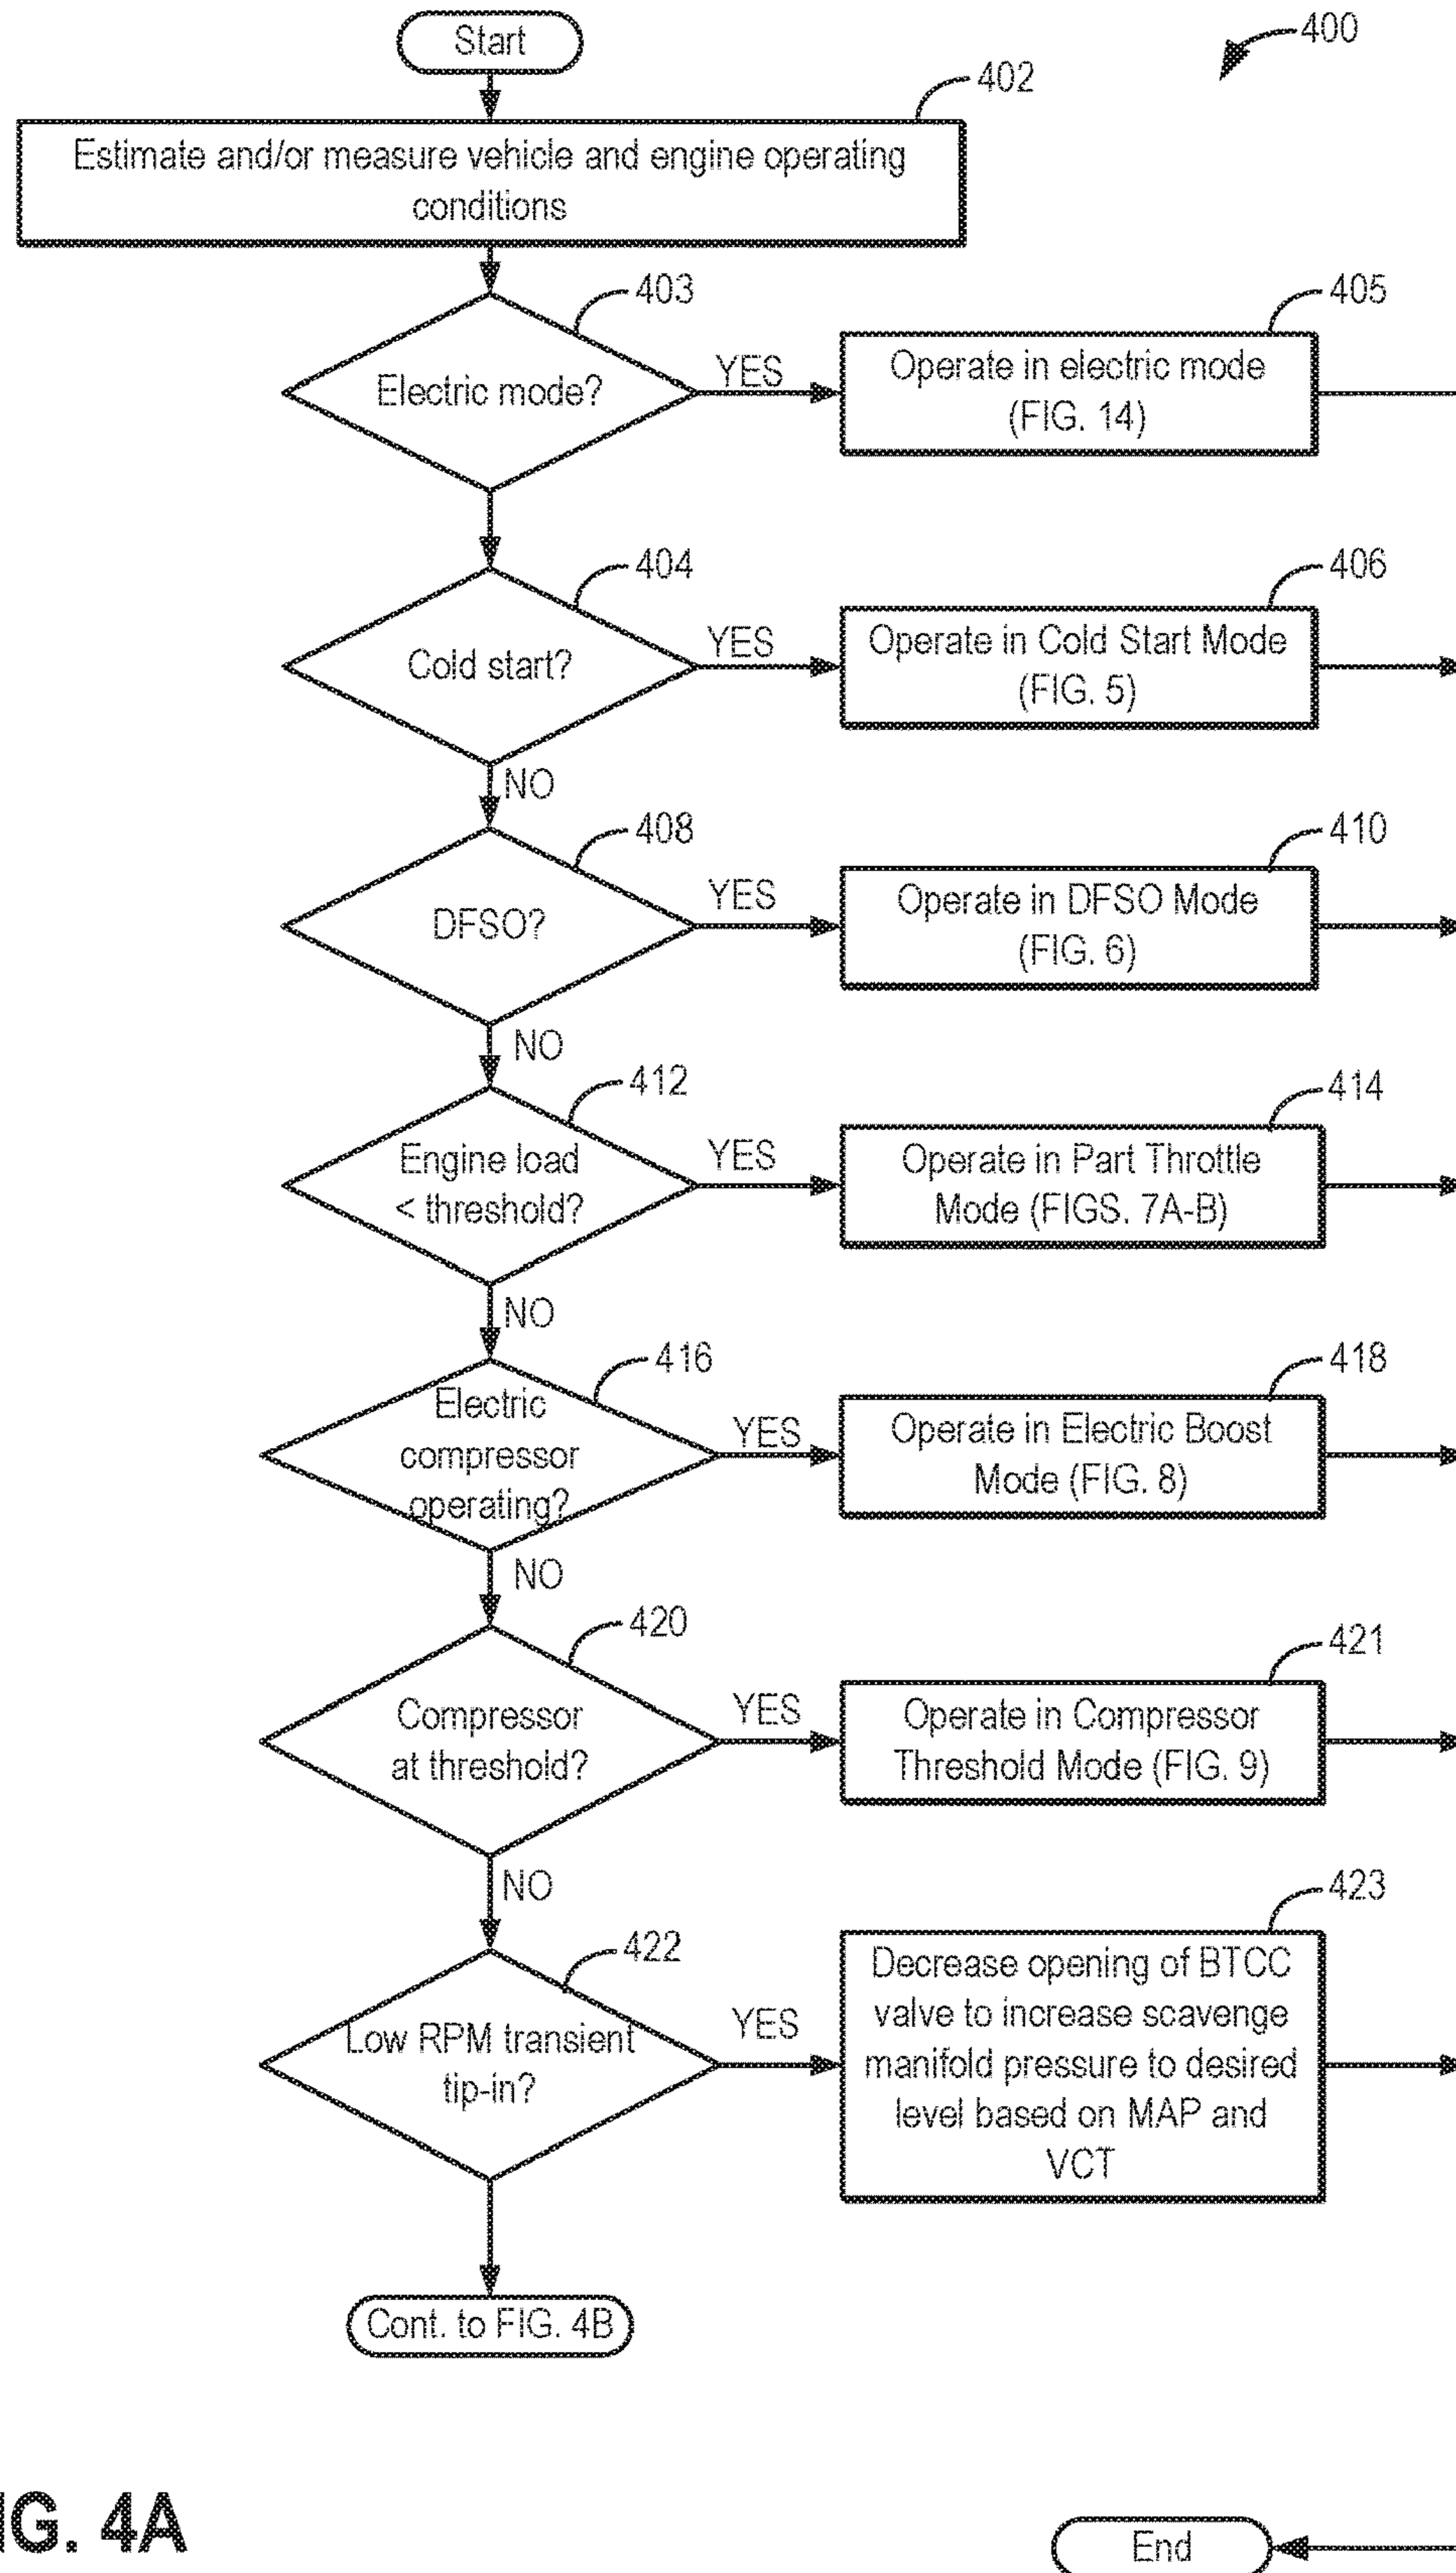 Start
400
402
Estimate and/or measure vehicle and engine operating
conditions
403
Electric mode?
YES
405
Operate in electric mode
(FIG. 14)
404
Cold start?
YES
406
Operate in Cold Start Mode
(FIG. 5)
NO
408
DFSO?
YES
410
Operate in DFSO Mode
(FIG. 6)
NO
412
Engine load
< threshold?
YES
414
Operate in Part Throttle
Mode (FIGS. 7A-B)
NO
416
Electric
compressor
operating?
YES
418
Operate in Electric Boost
Mode (FIG. 8)
NO
420
Compressor
at threshold?
YES
421
Operate in Compressor
Threshold Mode (FIG. 9)
NO
422
Low RPM transient
tip-in?
YES
423
Decrease opening of BTCC
valve to increase scavenge
manifold pressure to desired
level based on MAP and
VCT
Cont. to FIG. 4B
IG. 4A
End